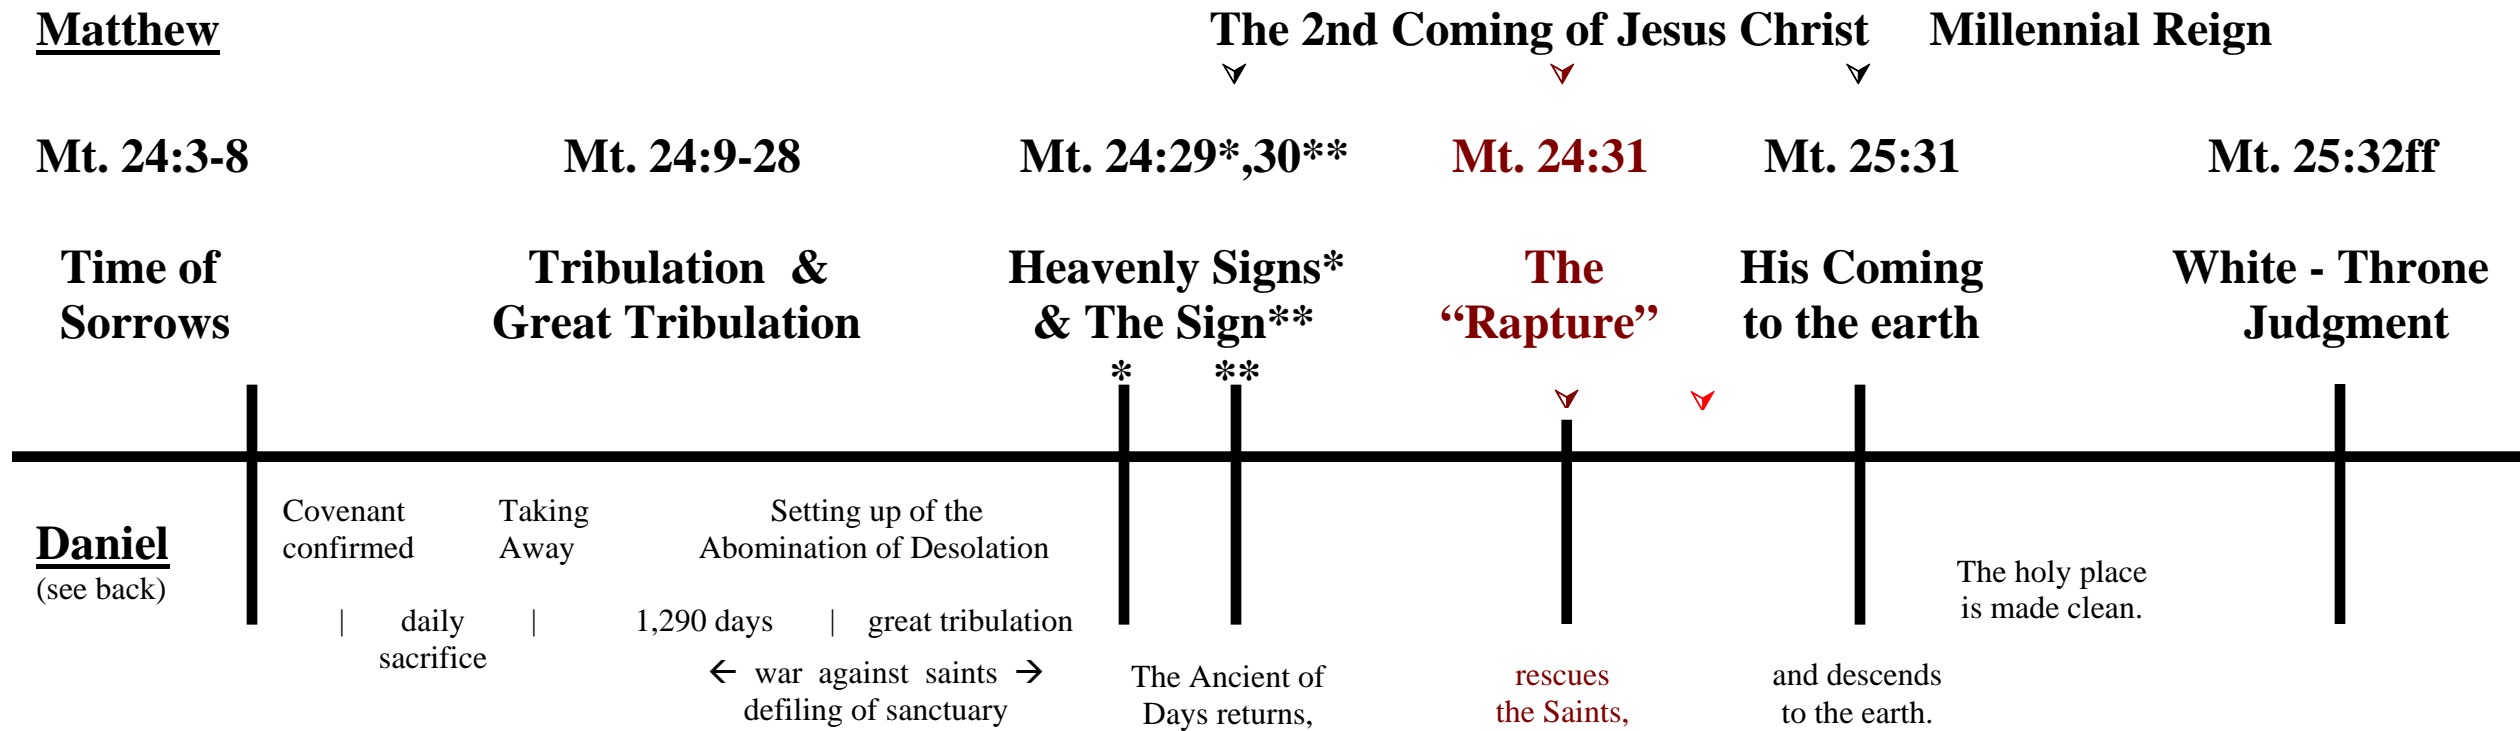 Matthew The 2nd Coming of Jesus Christ Millennial Reign
Mt. 24:3-8 Mt. 24:9-28 Mt. 24:29*,30** Mt. 24:31 Mt. 25:31 Mt. 25:32ff
Time of Tribulation & Heavenly Signs* The His Coming White - Throne
Sorrows Great Tribulation & The Sign** “Rapture” to the earth Judgment
* **
Covenant Taking Setting up of the
Daniel confirmed Away Abomination of Desolation
(see back) The holy place
is made clean.
| daily | 1,290 days | great tribulation
sacrifice
← war against saints → The Ancient of rescues and descends
defiling of sanctuary Days returns, the Saints, to the earth.